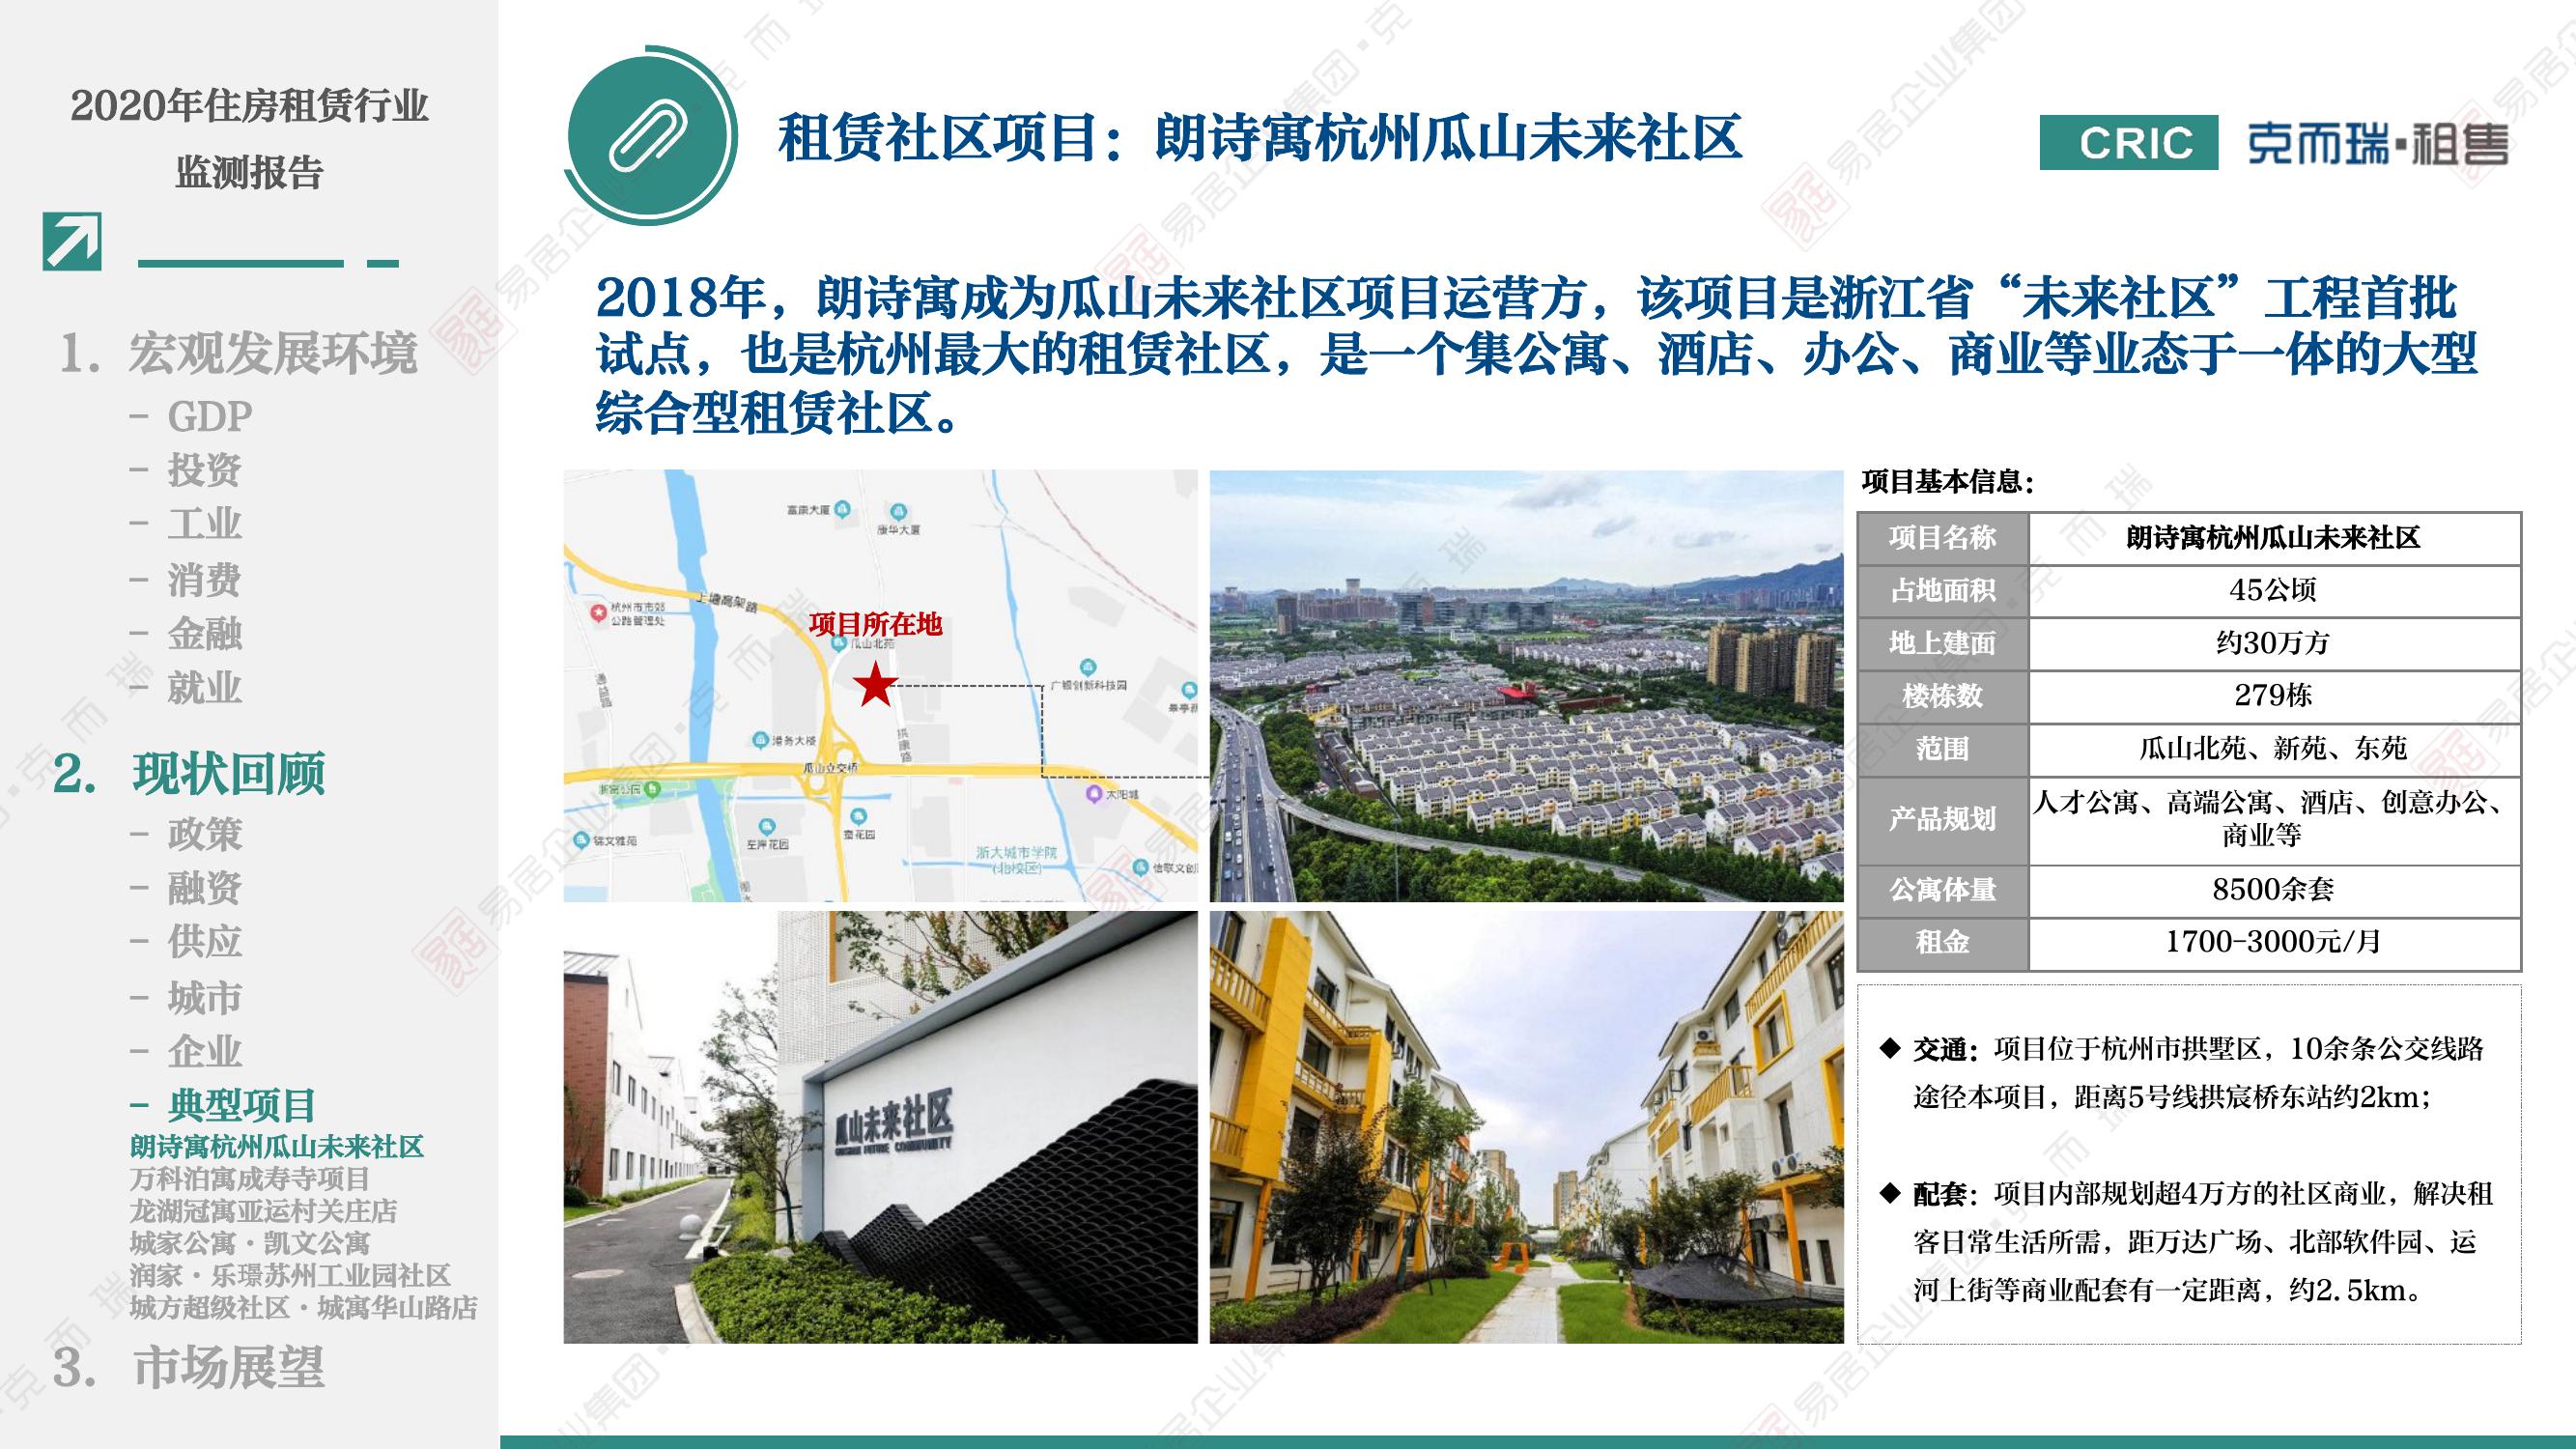 2020年住房租赁行业
监测报告
1. 宏观发展环境
– GDP
– 投资
– 工业
– 消费
– 金融
– 就业
2. 现状回顾
– 政策
– 融资
– 供应
– 城市
– 企业
– 典型项目
朗诗寓杭州瓜山未来社区
万科泊寓成寿寺项目
龙湖冠寓亚运村关庄店
城家公寓·凯文公寓
润家·乐璟苏州工业园社区
城方超级社区·城寓华山路店
3. 市场展望
租赁社区项目：朗诗寓杭州瓜山未来社区
CRIC 克而瑞·租售
2018年，朗诗寓成为瓜山未来社区项目运营方，该项目是浙江省“未来社区”工程首批
试点，也是杭州最大的租赁社区，是一个集公寓、酒店、办公、商业等业态于一体的大型
综合型租赁社区。
富康大厦
康华大厦
上塘高架路
杭州市市郊
公路管理处
项目所在地
瓜山北苑
广银创新科技园
港务大楼
拱康路
瓜山立交桥
太阳城
锦文雅苑
左岸花园
浙大城市学院
(北校区)
信联文创
瓜山未来社区
GUASHAN FUTURE COMMUNITY
项目基本信息：
项目名称 朗诗寓杭州瓜山未来社区
占地面积 45公顷
地上建面 约30万方
楼栋数 279栋
范围 瓜山北苑、新苑、东苑
产品规划 人才公寓、高端公寓、酒店、创意办公、
商业等
公寓体量 8500余套
租金 1700-3000元/月
◆ 交通：项目位于杭州市拱墅区，10余条公交线路
途径本项目，距离5号线拱宸桥东站约2km；
◆ 配套：项目内部规划超4万方的社区商业，解决租
客日常生活所需，距万达广场、北部软件园、运
河上街等商业配套有一定距离，约2.5km。
易居企业集团·克而瑞